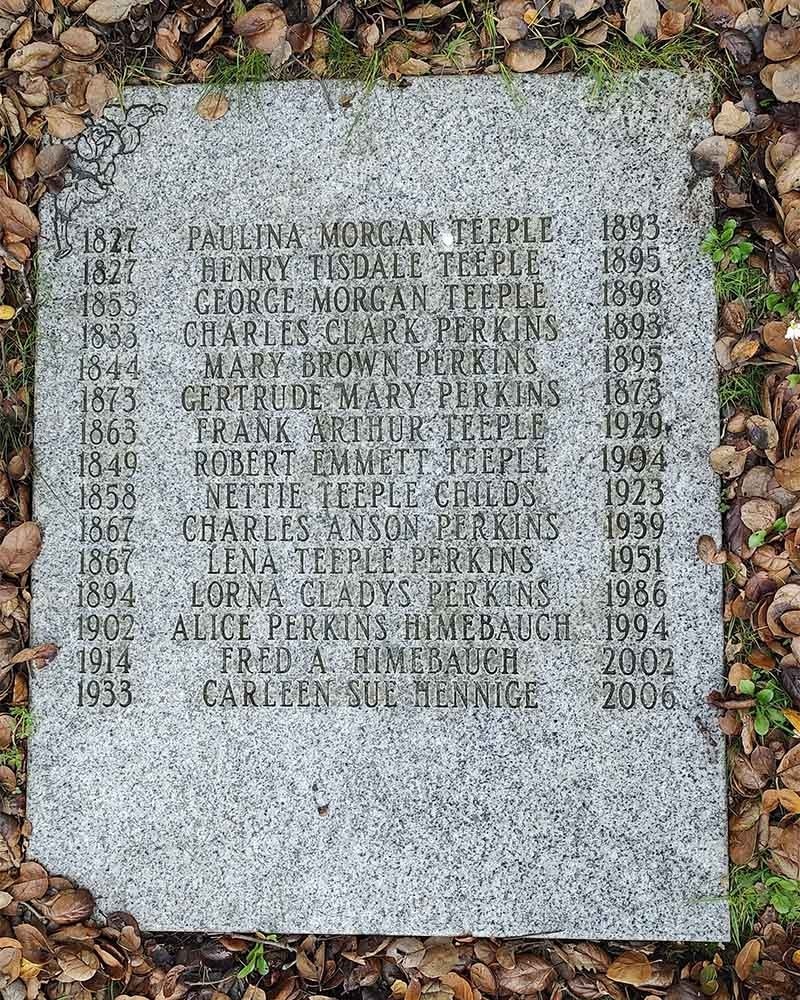 1827 PAULINA MORGAN TEEPLE 1893
1827 HENRY TISDALE TEEPLE 1895
1853 GEORGE MORGAN TEEPLE 1898
1833 CHARLES CLARK PERKINS 1893
1844 MARY BROWN PERKINS 1895
1873 GERTRUDE MARY PERKINS 1873
1863 FRANK ARTHUR TEEPLE 1929
1849 ROBERT EMMETT TEEPLE 1904
1858 NETTIE TEEPLE CHILDS 1923
1867 CHARLES ANSON PERKINS 1939
1867 LENA TEEPLE PERKINS 1951
1894 LORNA GLADYS PERKINS 1986
1902 ALICE PERKINS HIMEBAUCH 1994
1914 FRED A HIMEBAUCH 2002
1933 CARLEEN SUE HENNIGE 2006